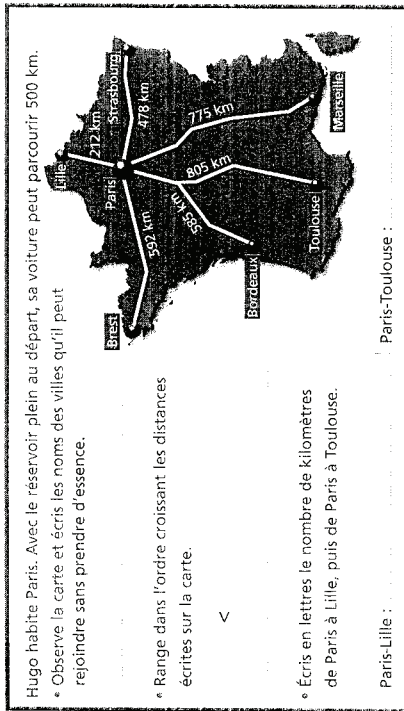 Hugo habite Paris. Avec le réservoir plein au départ, sa voiture peut parcourir 500 km.
• Observe la carte et écris les noms des villes qu'il peut
rejoindre sans prendre d'essence.
• Range dans l'ordre croissant les distances
écrites sur la carte.
<
• Écris en lettres le nombre de kilomètres
de Paris à Lille, puis de Paris à Toulouse.
Paris-Lille :
Paris-Toulouse :
Lille
212 km
Strasbourg
Paris
478 km
Brest
592 km
775 km
805 km
585 km
Bordeaux
Toulouse
Marseille